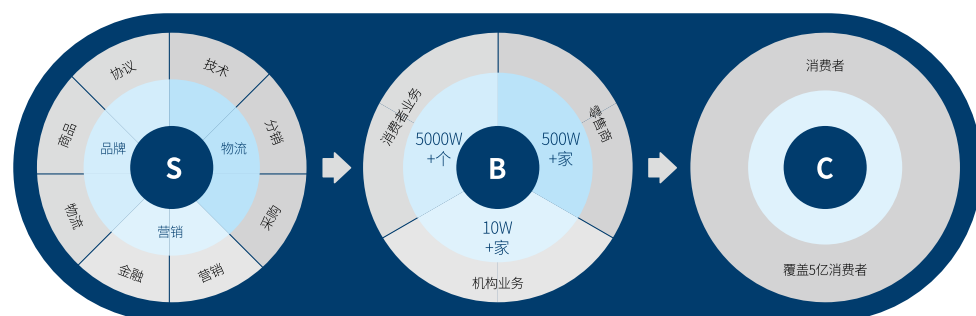 协议
技术
商品
分销
品牌
物流
S
物流
采购
营销
金融
营销
消费者业务
零售商
5000W
+个
500W
+家
B
10W
+家
机构业务
消费者
C
覆盖5亿消费者